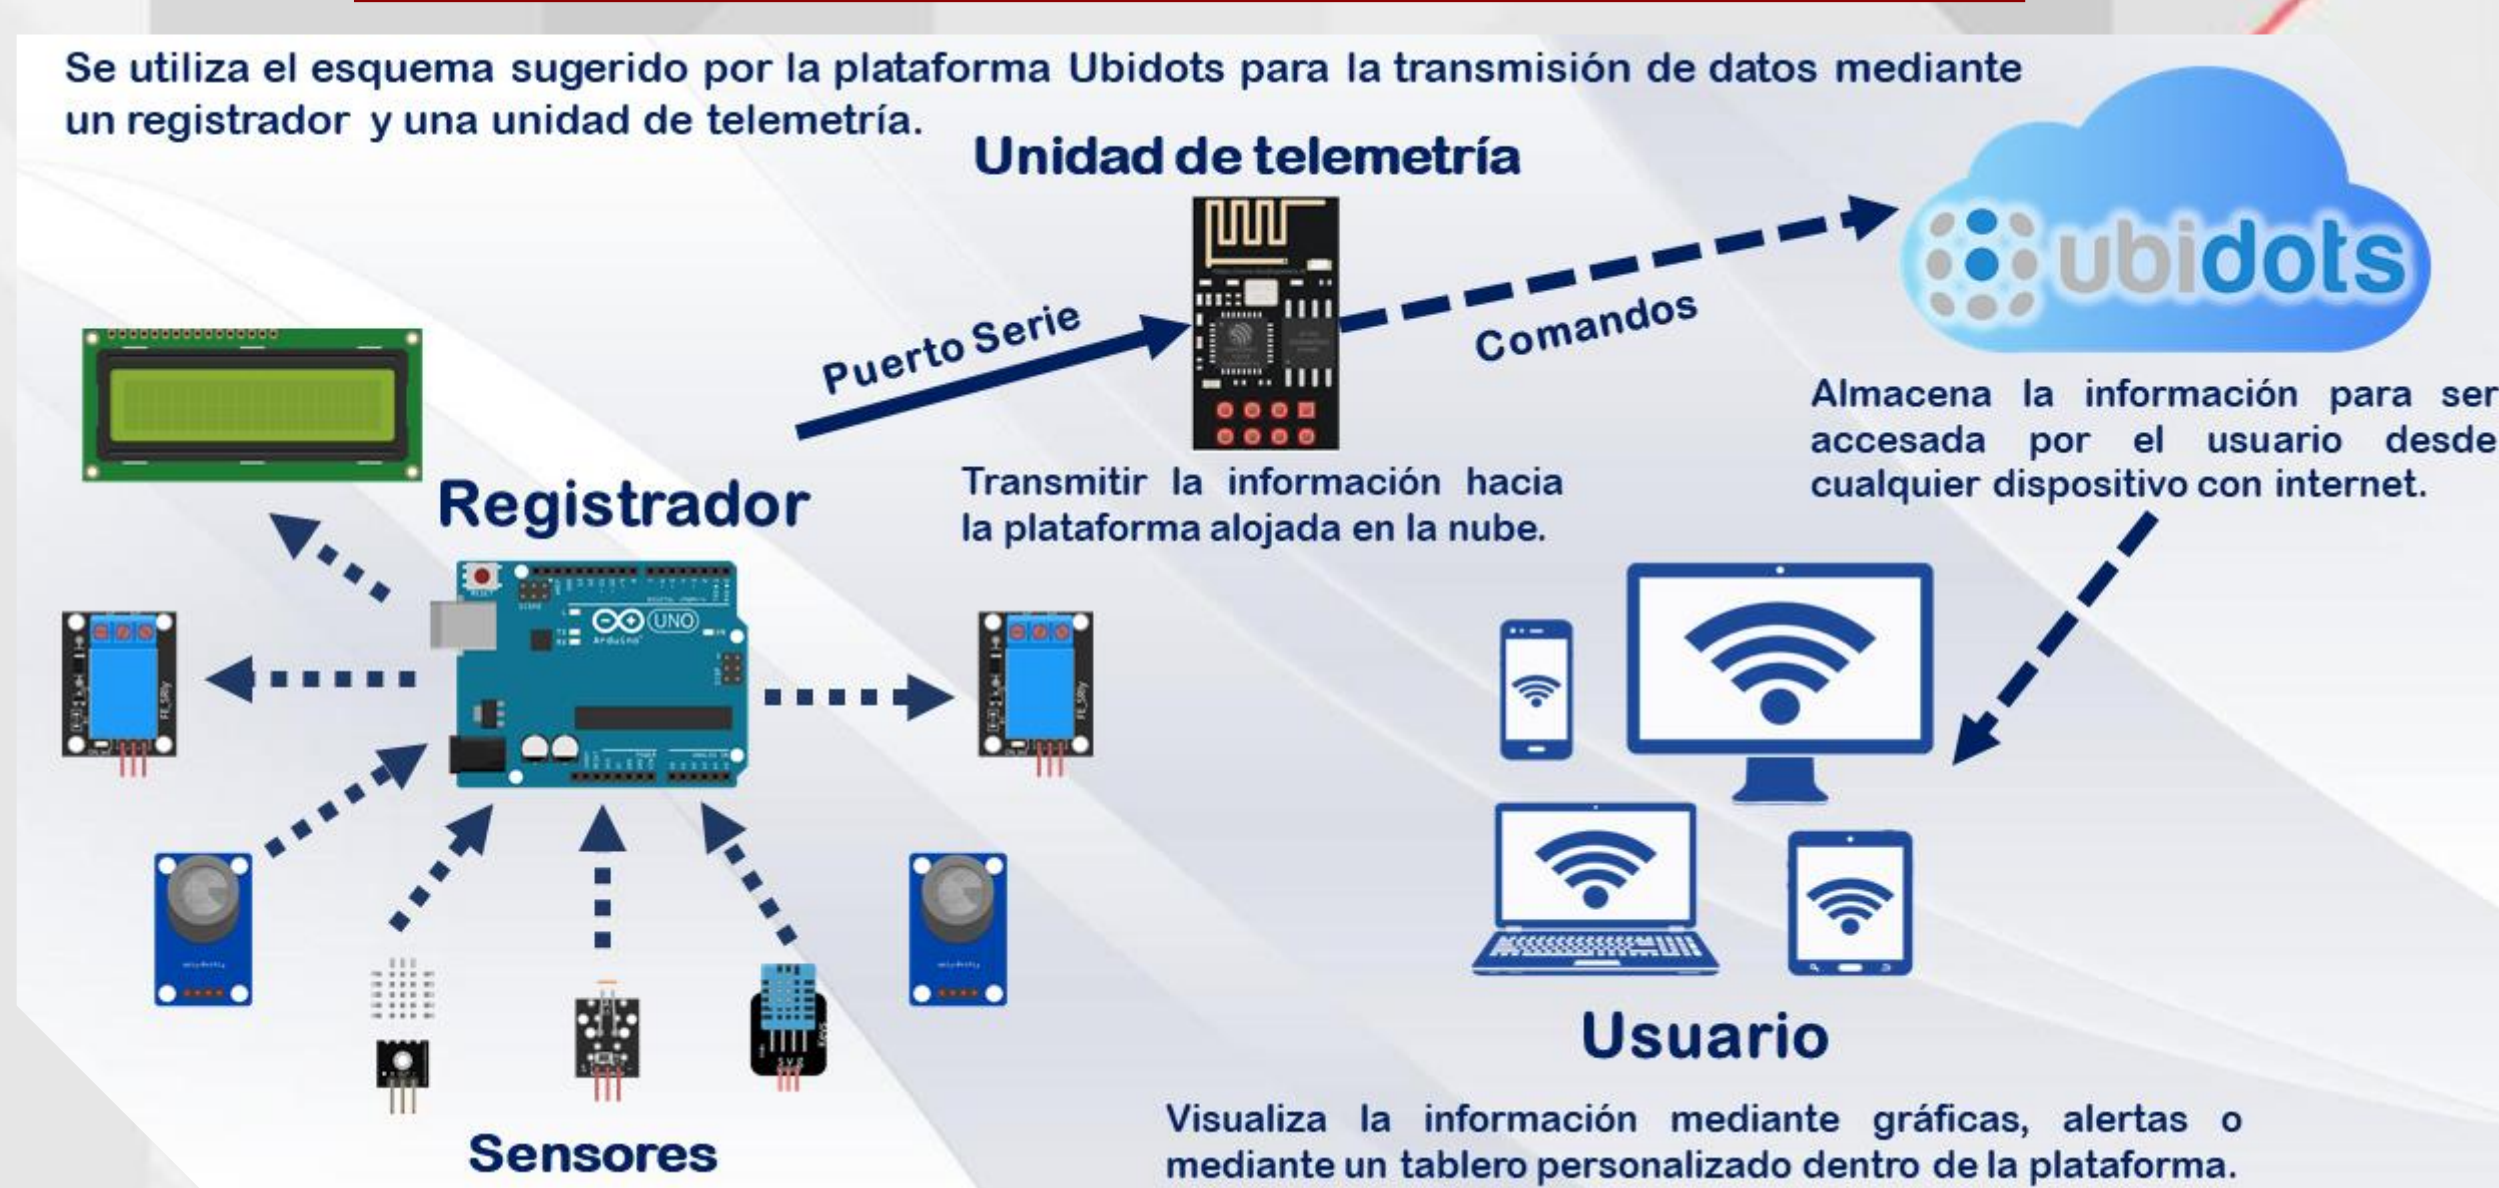 Se utiliza el esquema sugerido por la plataforma Ubidots para la transmisión de datos mediante
un registrador y una unidad de telemetría.
Unidad de telemetría
ubidots
Puerto Serie
Comandos
Almacena la información para ser
accesada por el usuario desde
cualquier dispositivo con internet.
Registrador
Transmitir la información hacia
la plataforma alojada en la nube.
RESET
UNO
Arduino
Usuario
Sensores
Visualiza la información mediante gráficas, alertas o
mediante un tablero personalizado dentro de la plataforma.